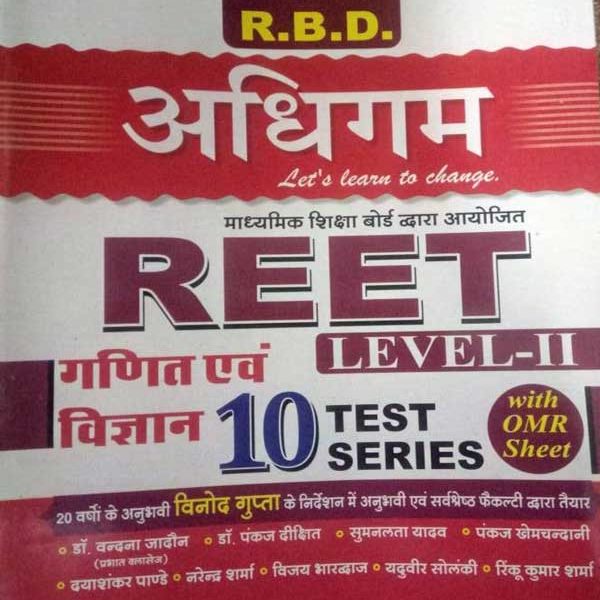 R.B.D.
अधिगम
Let's learn to change.
माध्यमिक शिक्षा बोर्ड द्वारा आयोजित
REET
LEVEL-II
गणित एवं
विज्ञान
10 TEST SERIES
with OMR Sheet
20 वर्षो के अनुभवी विनोद गुप्ता के निर्देशन में अनुभवी एवं सर्वश्रेष्ठ फैकल्टी द्वारा तैयार
• डॉ. वन्दना जादौन • डॉ. पंकज दीक्षित • सुमनलता यादव • पंकज खेमचन्दानी
(प्रभात क्लासेज)
• दयाशंकर पाण्डे • नरेन्द्र शर्मा • विजय भारद्वाज • यदुवीर सोलंकी • रिंकू कुमार शर्मा